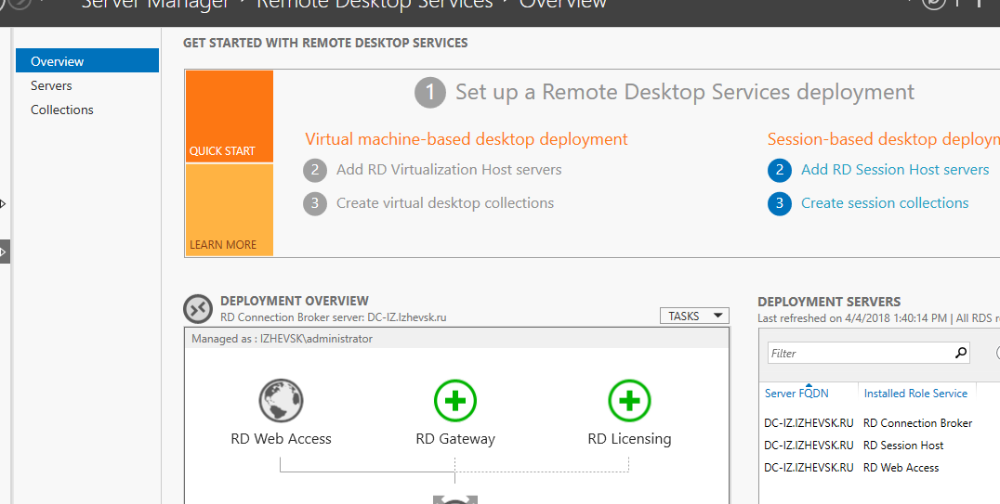 Server Manager · Remote Desktop Services · Overview
GET STARTED WITH REMOTE DESKTOP SERVICES
Overview
Servers
Collections
1 Set up a Remote Desktop Services deployment
QUICK START
LEARN MORE
Virtual machine-based desktop deployment
2 Add RD Virtualization Host servers
3 Create virtual desktop collections
Session-based desktop deployn
2 Add RD Session Host servers
3 Create session collections
DEPLOYMENT OVERVIEW
RD Connection Broker server: DC-IZ.Izhevsk.ru
TASKS
Managed as : IZHEVSK\administrator
RD Web Access
RD Gateway
RD Licensing
DEPLOYMENT SERVERS
Last refreshed on 4/4/2018 1:40:14 PM | All RDS r
Filter
Server FQDN Installed Role Service
DC-IZ.IZHEVSK.RU RD Connection Broker
DC-IZ.IZHEVSK.RU RD Session Host
DC-IZ.IZHEVSK.RU RD Web Access